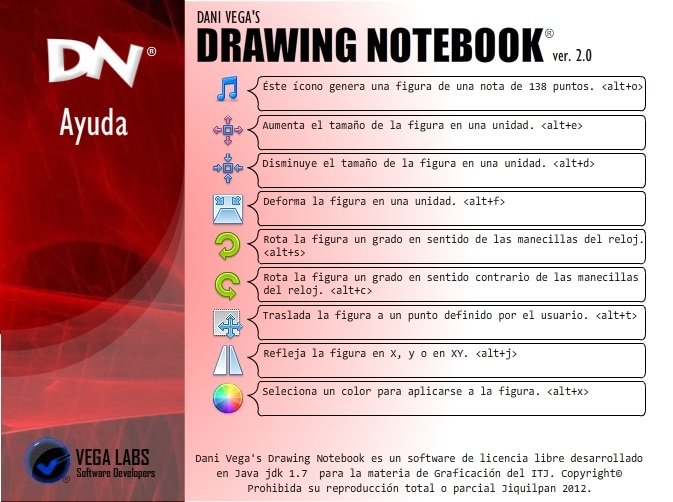 DN®
Ayuda
DANI VEGA'S
DRAWING NOTEBOOK® ver. 2.0
Este ícono genera una figura de una nota de 138 puntos. <alt+o>
Aumenta el tamaño de la figura en una unidad. <alt+e>
Disminuye el tamaño de la figura en una unidad. <alt+d>
Deforma la figura en una unidad. <alt+f>
Rota la figura un grado en sentido de las manecillas del reloj.
<alt+s>
Rota la figura un grado en sentido contrario de las manecillas
del reloj. <alt+c>
Traslada la figura a un punto definido por el usuario. <alt+t>
Refleja la figura en X, y o en XY. <alt+j>
Selecciona un color para aplicarse a la figura. <alt+x>
VEGA LABS
Software Developers
®
Dani Vega's Drawing Notebook es un software de licencia libre desarrollado
en Java jdk 1.7 para la materia de Graficación del ITJ. Copyright©
Prohibida su reproducción total o parcial Jiquilpan 2012.